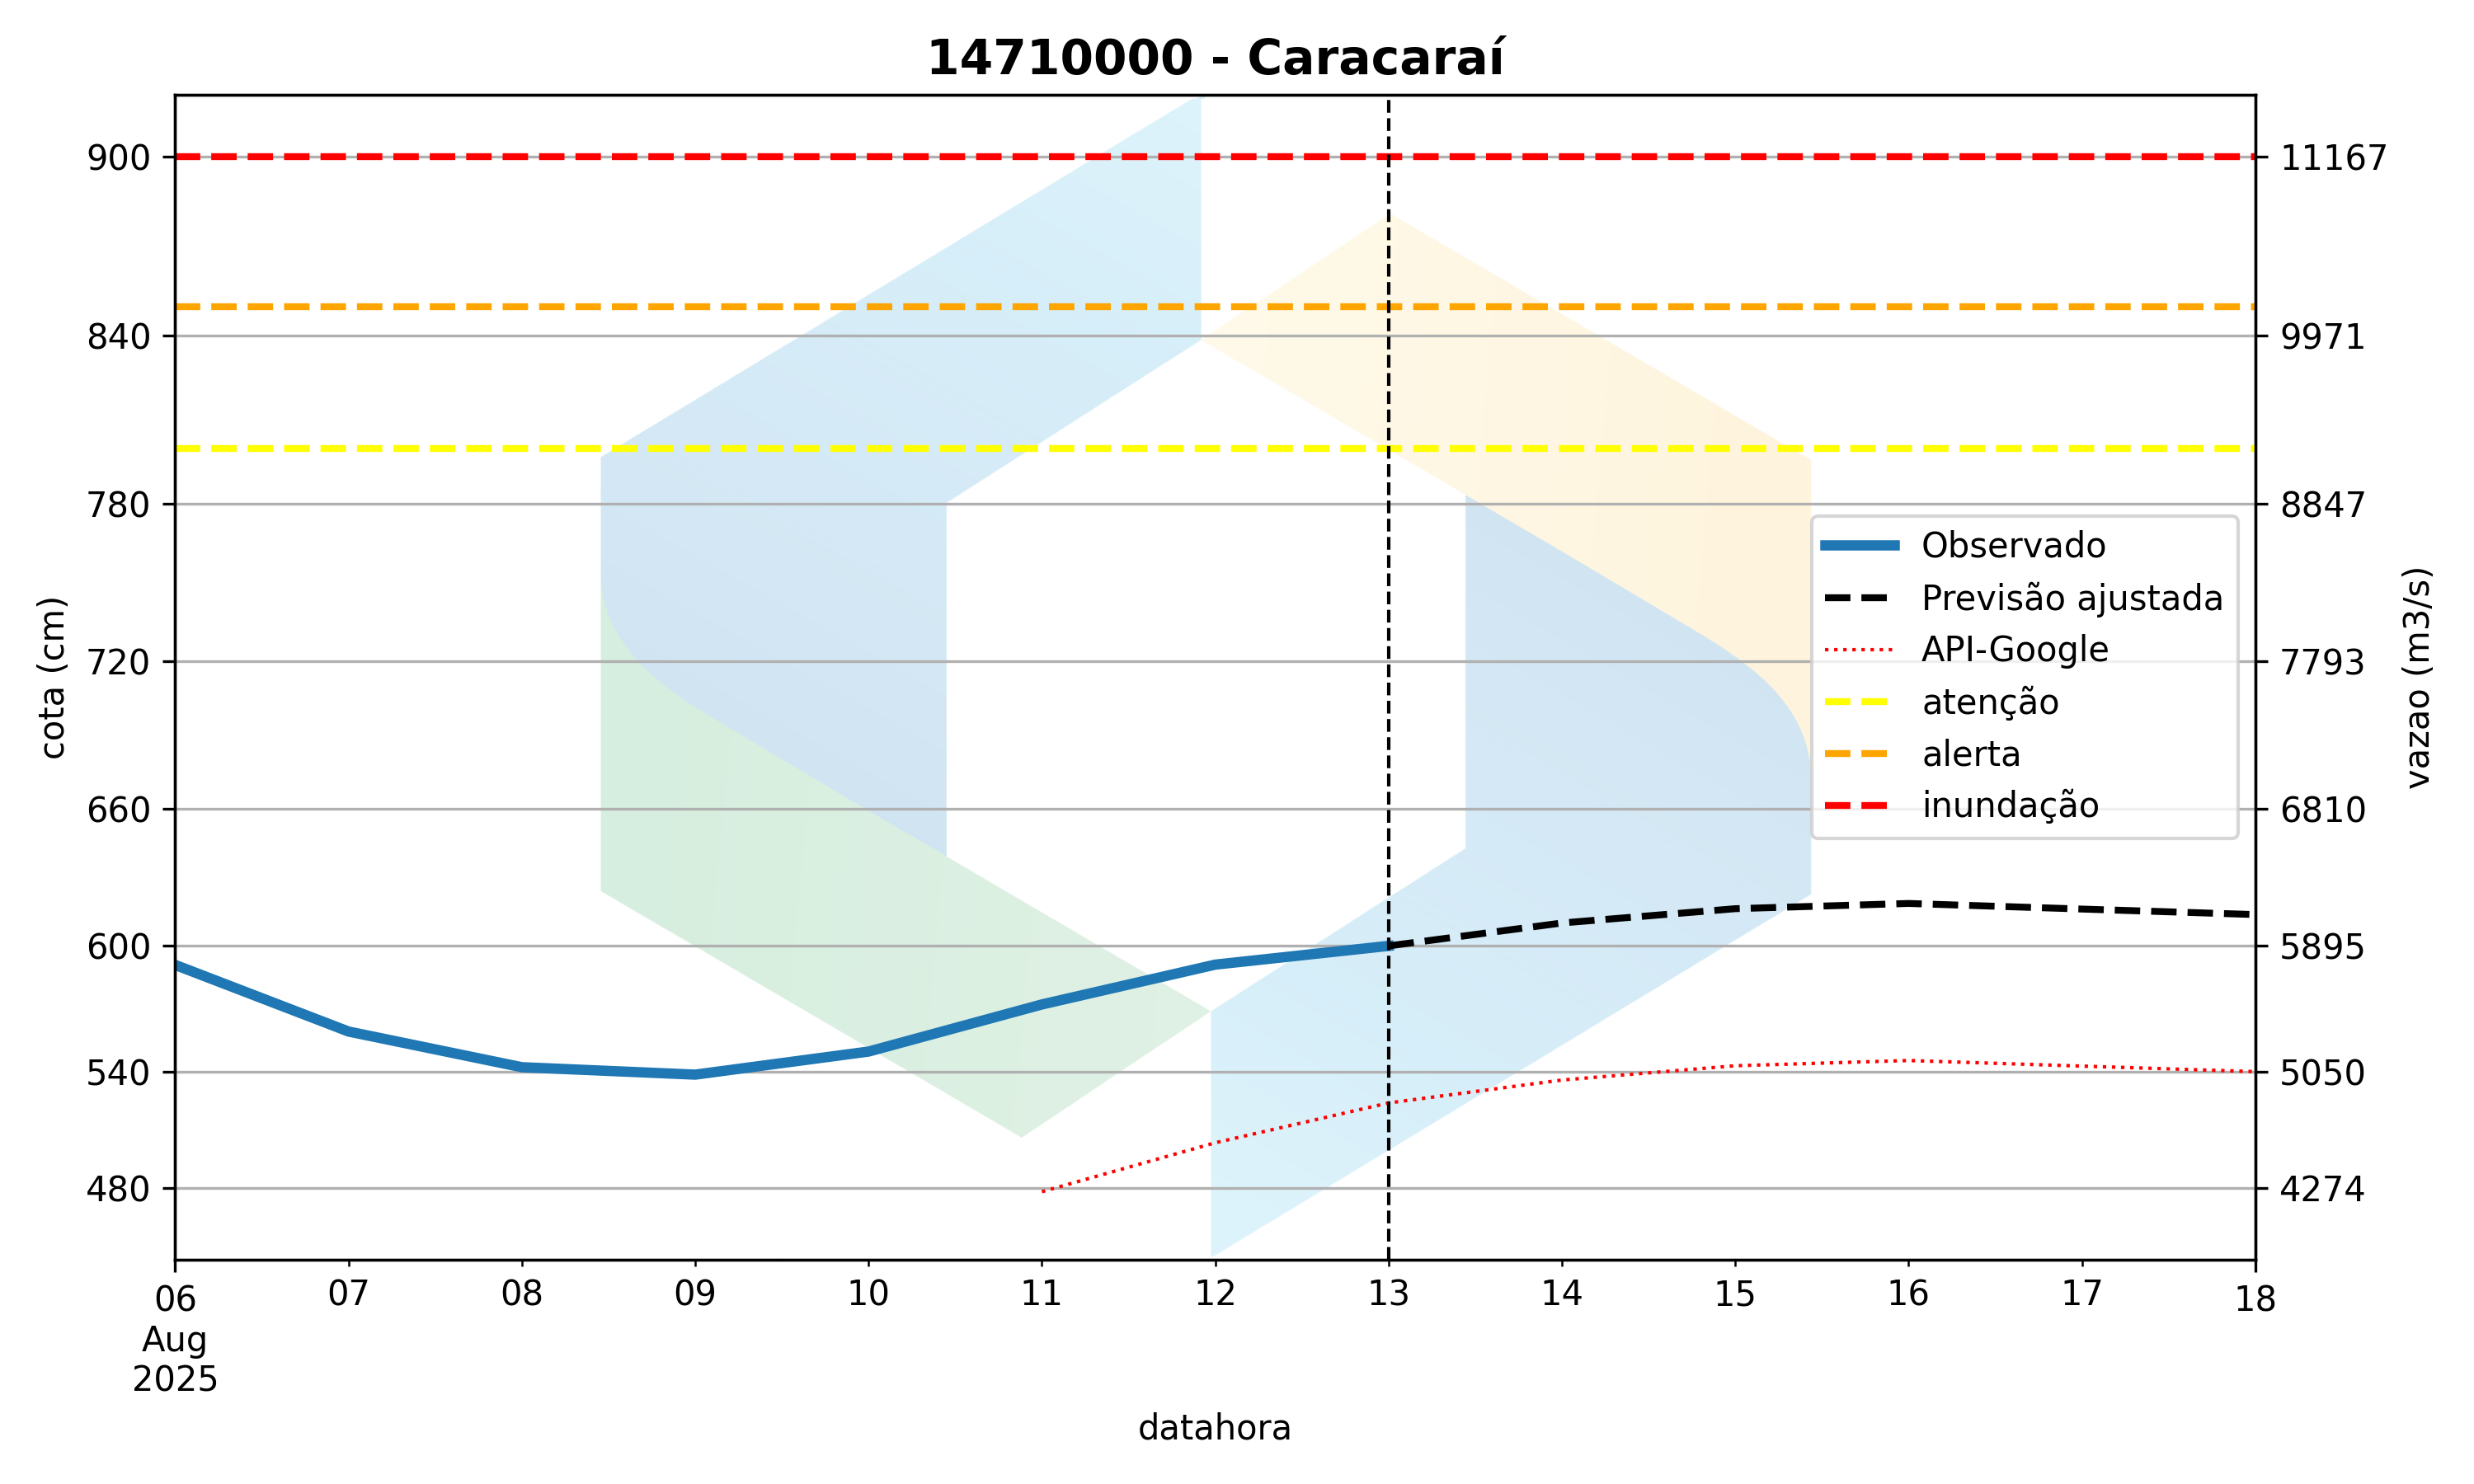 14710000 - Caracaraí
900
840
780
720
660
600
540
480
cota (cm)
11167
9971
8847
7793
6810
5895
5050
4274
vazao (m3/s)
Observado
Previsão ajustada
API-Google
atenção
alerta
inundação
06 07 08 09 10 11 12 13 14 15 16 17 18
Aug
2025
datahora